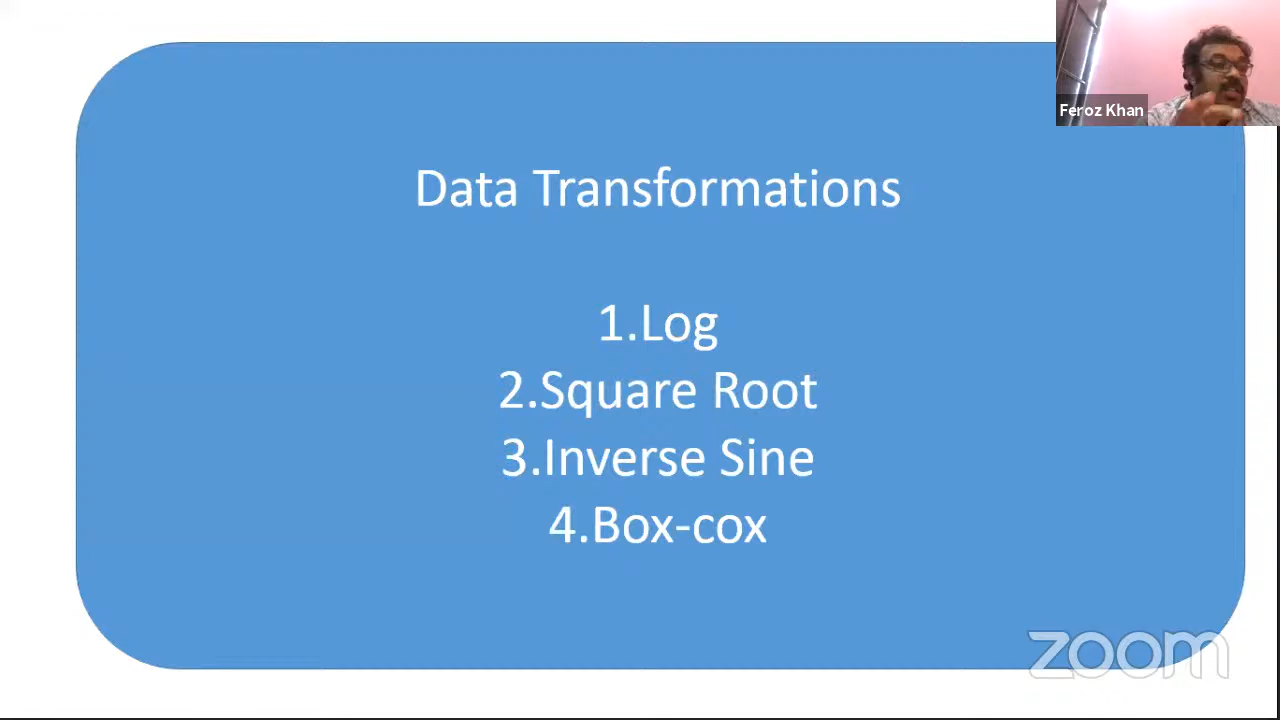 Feroz Khan
Data Transformations
1.Log
2.Square Root
3.Inverse Sine
4.Box-cox
zoom